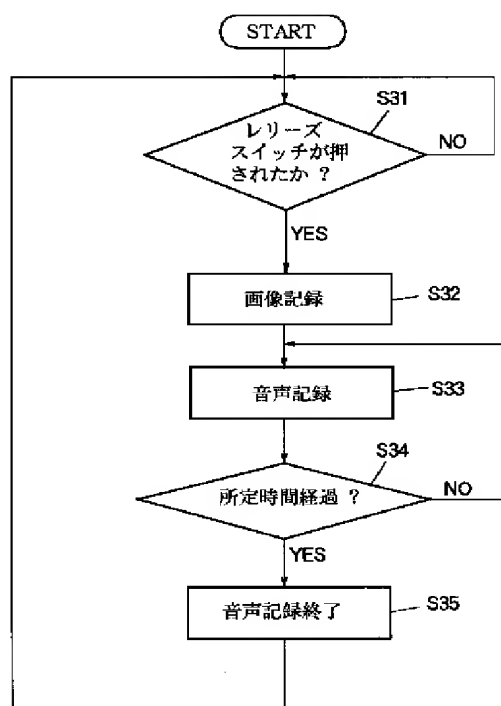 START
S31
レリーズ
スイッチが押
されたか ?
NO
YES
画像記録
S32
音声記録
S33
S34
所定時間経過 ?
NO
YES
音声記録終了
S35